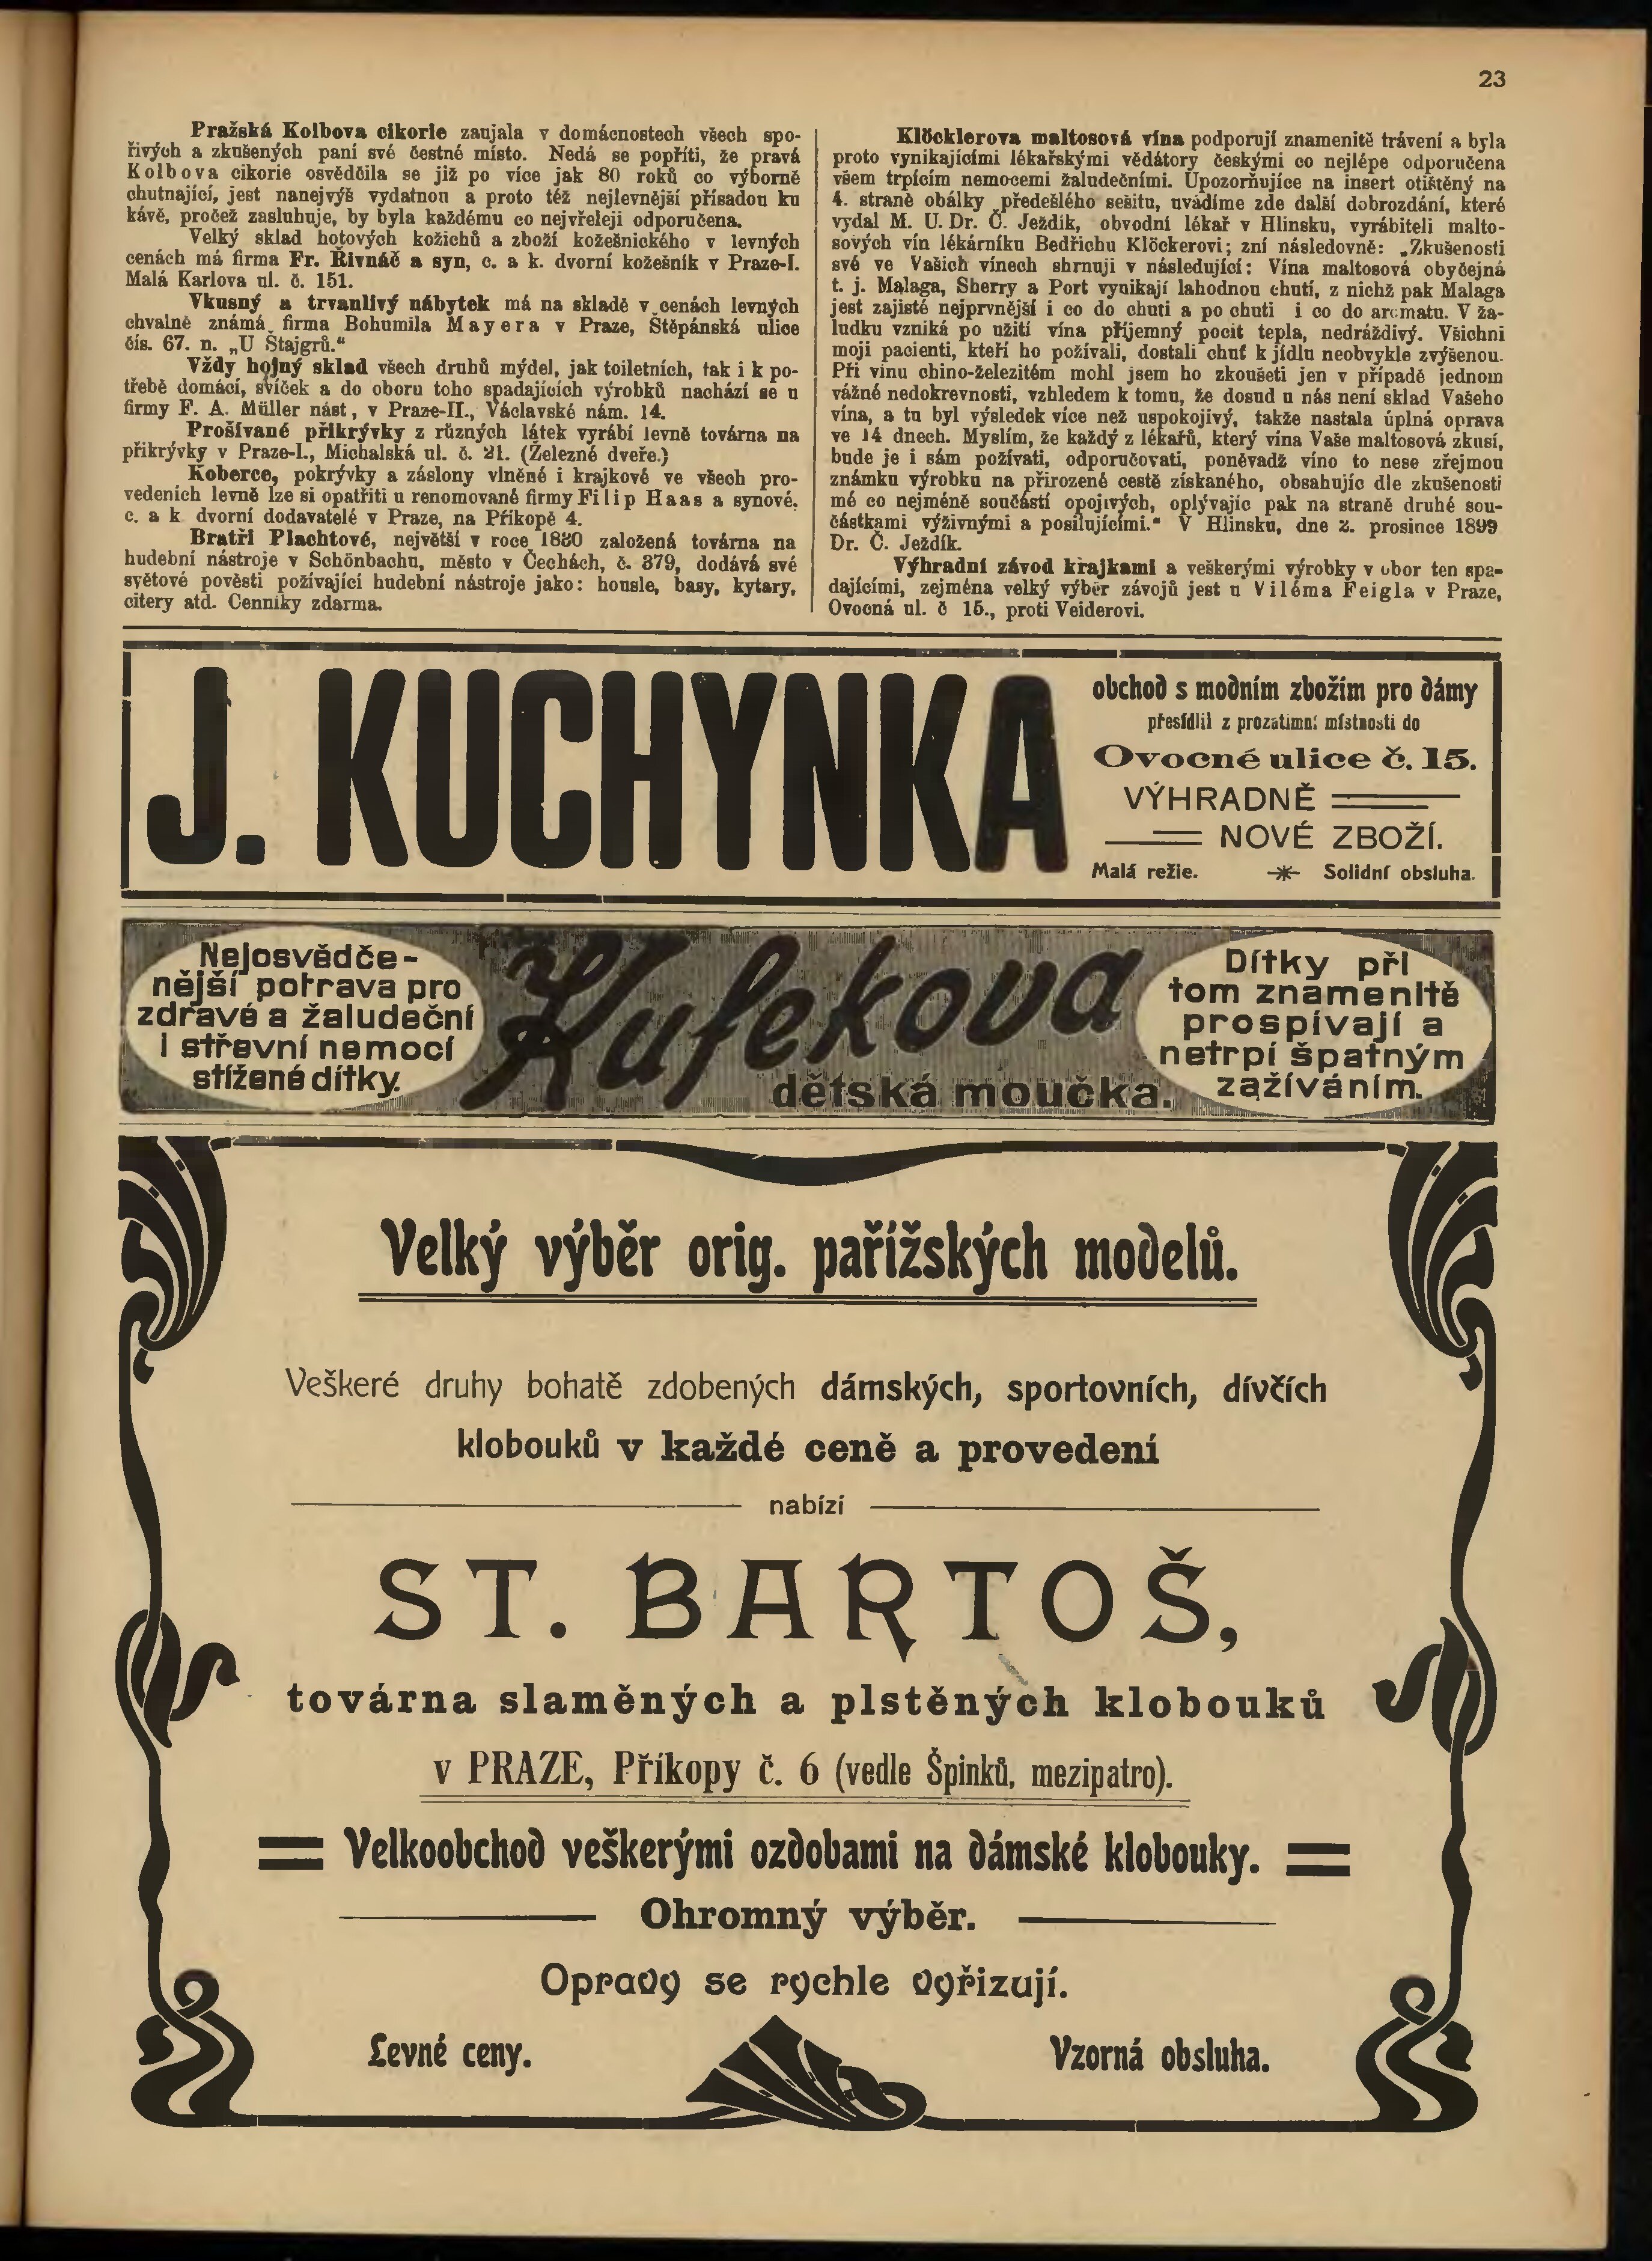 23
Pražská Kolbova cikorie zaujala v domácnostech všech spo-
řivých a zkušených paní své čestné místo. Nedá se popříti, že pravá
Kolbova cikorie osvědčila se již po více jak 80 roků co výborně
chutnající, jest nanejvýš vydatnou a proto též nejlevnější přísadou ku
kávě, pročež zasluhuje, by byla každému co nejvřeleji odporučena.
Velký sklad hotových kožichů a zboží kožešnického v levných
cenách má firma Fr. Řivnáč a syn, c. a k. dvorní kožešník v Praze-I.
Malá Karlova ul. č. 151.
Vkusný a trvanlivý nábytek má na skladě v cenách levných
chvalně známá firma Bohumila Mayera v Praze, Štěpánská ulice
čís. 67. n. „U Štajgrů.“
Vždy hojný sklad všech druhů mýdel, jak toiletních, tak i k po-
třebě domácí, svíček a do oboru toho spadajících výrobků nachází se u
firmy F. A. Müller nást, v Praze-II., Václavské nám. 14.
Prošívané přikrývky z různých látek vyrábí levně továrna na
přikrývky v Praze-I., Michalská ul. č. 21. (Železné dveře.)
Koberce, pokrývky a záslony vlněné i krajkové ve všech pro-
vedeních levně lze si opatřiti u renomované firmy Filip Haas a synové,
c. a k dvorní dodavatelé v Praze, na Příkopě 4.
Bratři Plachtové, největší v roce 1880 založená továrna na
hudební nástroje v Schönbachu, město v Čechách, č. 379, dodává své
světové pověsti požívající hudební nástroje jako: housle, basy, kytary,
citery atd. Cenníky zdarma.
Klöcklerova maltosová vína podporují znamenitě trávení a byla
proto vynikajícími lékařskými vědátory českými co nejlépe odporučena
všem trpícím nemocemi žaludečními. Upozorňujíce na insert otištěný na
4. straně obálky předešlého sešitu, uvádíme zde další dobrozdání, které
vydal M. U. Dr. Č. Ježdík, obvodní lékař v Hlinsku, vyrábiteli malto-
sových vín lékárníku Bedřichu Klöckerovi; zní následovně: „Zkušenosti
své ve Vašich vínech shrnuji v následující: Vína maltosová obyčejná
t. j. Malaga, Sherry a Port vynikají lahodnou chutí, z nichž pak Malaga
jest zajisté nejprvnější i co do chuti a po chuti i co do aromatu. V ža-
ludku vzniká po užití vína příjemný pocit tepla, nedráždivý. Všichni
moji pacienti, kteří ho požívali, dostali chuť k jídlu neobvykle zvýšenou.
Při vínu chino-železitém mohl jsem ho zkoušeti jen v případě jednom
vážné nedokrevnosti, vzhledem k tomu, že dosud u nás není sklad Vašeho
vína, a tu byl výsledek více než uspokojivý, takže nastala úplná oprava
ve 14 dnech. Myslím, že každý z lékařů, který vína Vaše maltosová zkusí,
bude je i sám požívati, odporučovati, poněvadž víno to nese zřejmou
známku výrobku na přirozené cestě získaného, obsahujíc dle zkušenosti
mé co nejméně součástí opojivých, oplývajíc pak na straně druhé sou-
částkami výživnými a posilujícími.“ V Hlinsku, dne 2. prosince 1899
Dr. Č. Ježdík.
Výhradní závod krajkami a veškerými výrobky v obor ten spa-
dajícími, zejména velký výběr závojů jest u Viléma Feigla v Praze,
Ovocná ul. č 15., proti Veiderovi.
J. KUCHYNKA
obchod s modním zbožím pro dámy
přesídlil z prozatimní místnosti do
Ovocné ulice č. 15.
VÝHRADNĚ
NOVÉ ZBOŽÍ.
Malá režie. Solidní obsluha.
Nejosvědče-
nější potrava pro
zdravé a žaludeční
i střevní nemocí
stížené dítky.
Kufekova
dětská moučka.
Dítky při
tom znamenitě
prospívají a
netrpí špatným
zažíváním.
Velký výběr orig. pařížských modelů.
Veškeré druhy bohatě zdobených dámských, sportovních, dívčích
klobouků v každé ceně a provedení
nabízí
ST. BARTOŠ,
továrna slaměných a plstěných klobouků
v PRAZE, Příkopy č. 6 (vedle Špinků, mezipatro).
Velkoobchod veškerými ozdobami na dámské klobouky.
Ohromný výběr.
Opravy se rychle vyřizují.
Levné ceny. Vzorná obsluha.